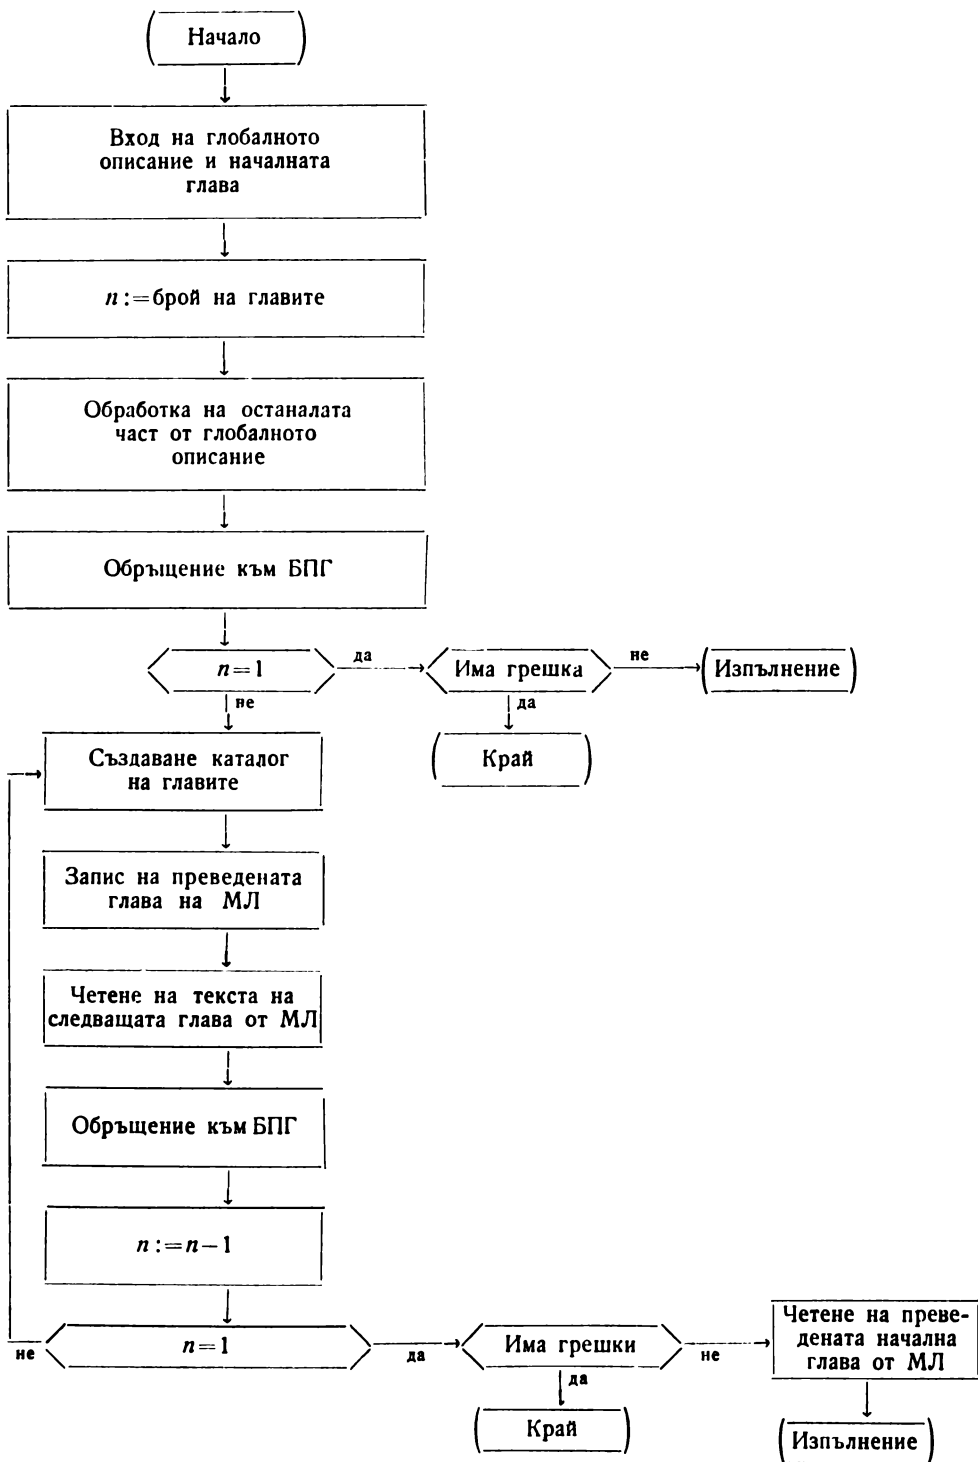 Начало
Вход на глобалното
описание и началната
глава
n:=брой на главите
Обработка на останалата
част от глобалното
описание
Обръщение към БПГ
n=1
да
Има грешка
не
Изпълнение
не
да
Създаване каталог
на главите
Край
Запис на преведената
глава на МЛ
Четене на текста на
следващата глава от МЛ
Обръщение към БПГ
n:=n-1
не
n=1
да
Има грешки
не
Четене на преве-
дената начална
глава от МЛ
да
Край
Изпълнение